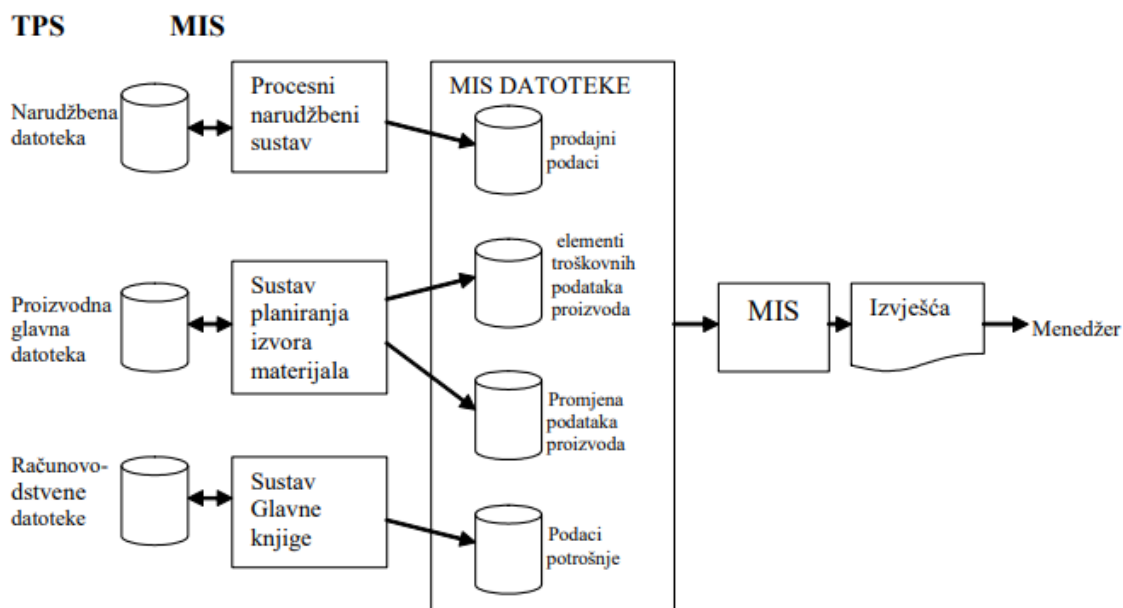 TPS MIS
Narudžbena
datoteka
Procesni
narudžbeni
sustav
MIS DATOTEKE
prodajni
podaci
Proizvodna
glavna
datoteka
Sustav
planiranja
izvora
materijala
elementi
troškovnih
podataka
proizvoda
Promjena
podataka
proizvoda
MIS
Izvješća
Menedžer
Računovo-
dstvene
datoteke
Sustav
Glavne
knjige
Podaci
potrošnje